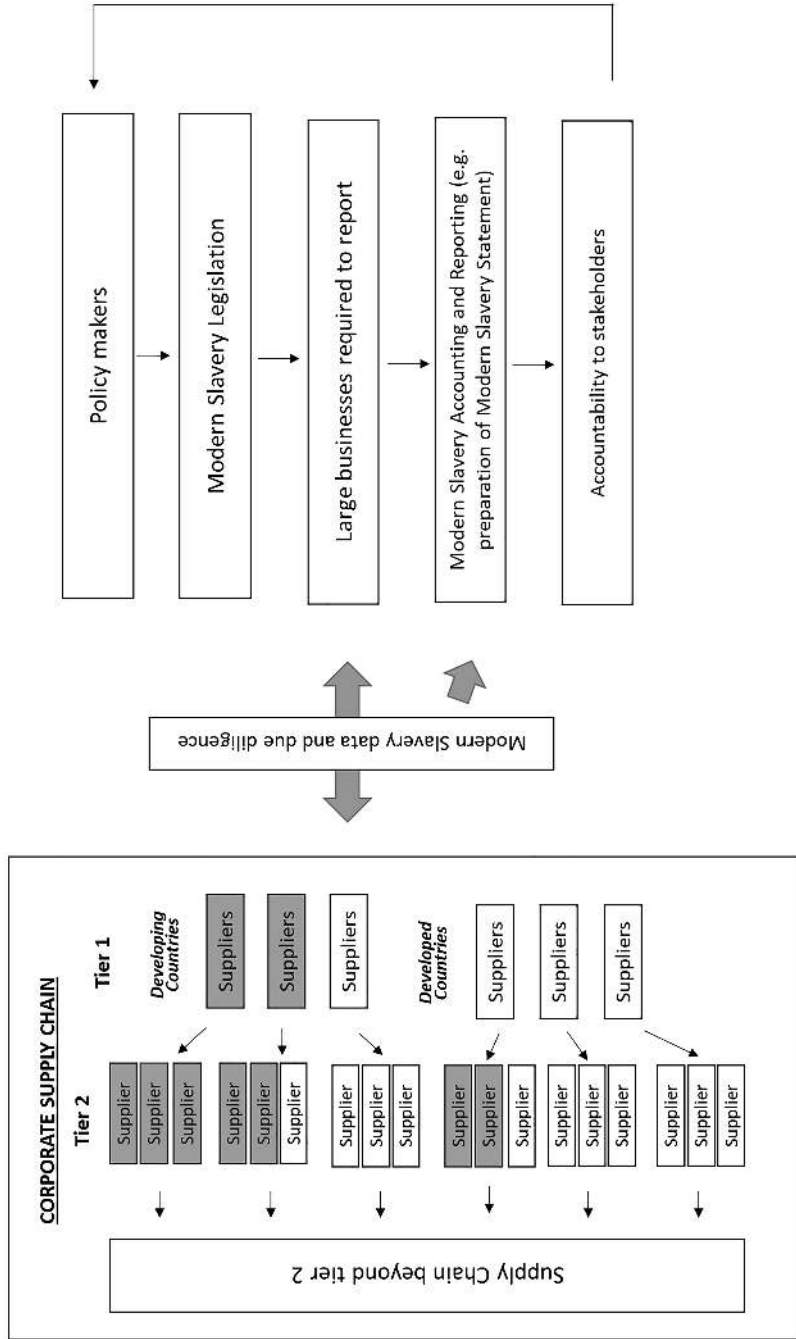 CORPORATE SUPPLY CHAIN
Tier 2
Tier 1
Developing
Countries
Supplier
Supplier
Supplier
Suppliers
Supplier
Supplier
Supplier
Suppliers
Supplier
Supplier
Supplier
Suppliers
Developed
Countries
Supplier
Supplier
Supplier
Suppliers
Supplier
Supplier
Supplier
Suppliers
Supplier
Supplier
Supplier
Suppliers
Supply Chain beyond tier 2
Modern Slavery data and due diligence
Policy makers
Modern Slavery Legislation
Large businesses required to report
Modern Slavery Accounting and Reporting (e.g.
preparation of Modern Slavery Statement)
Accountability to stakeholders